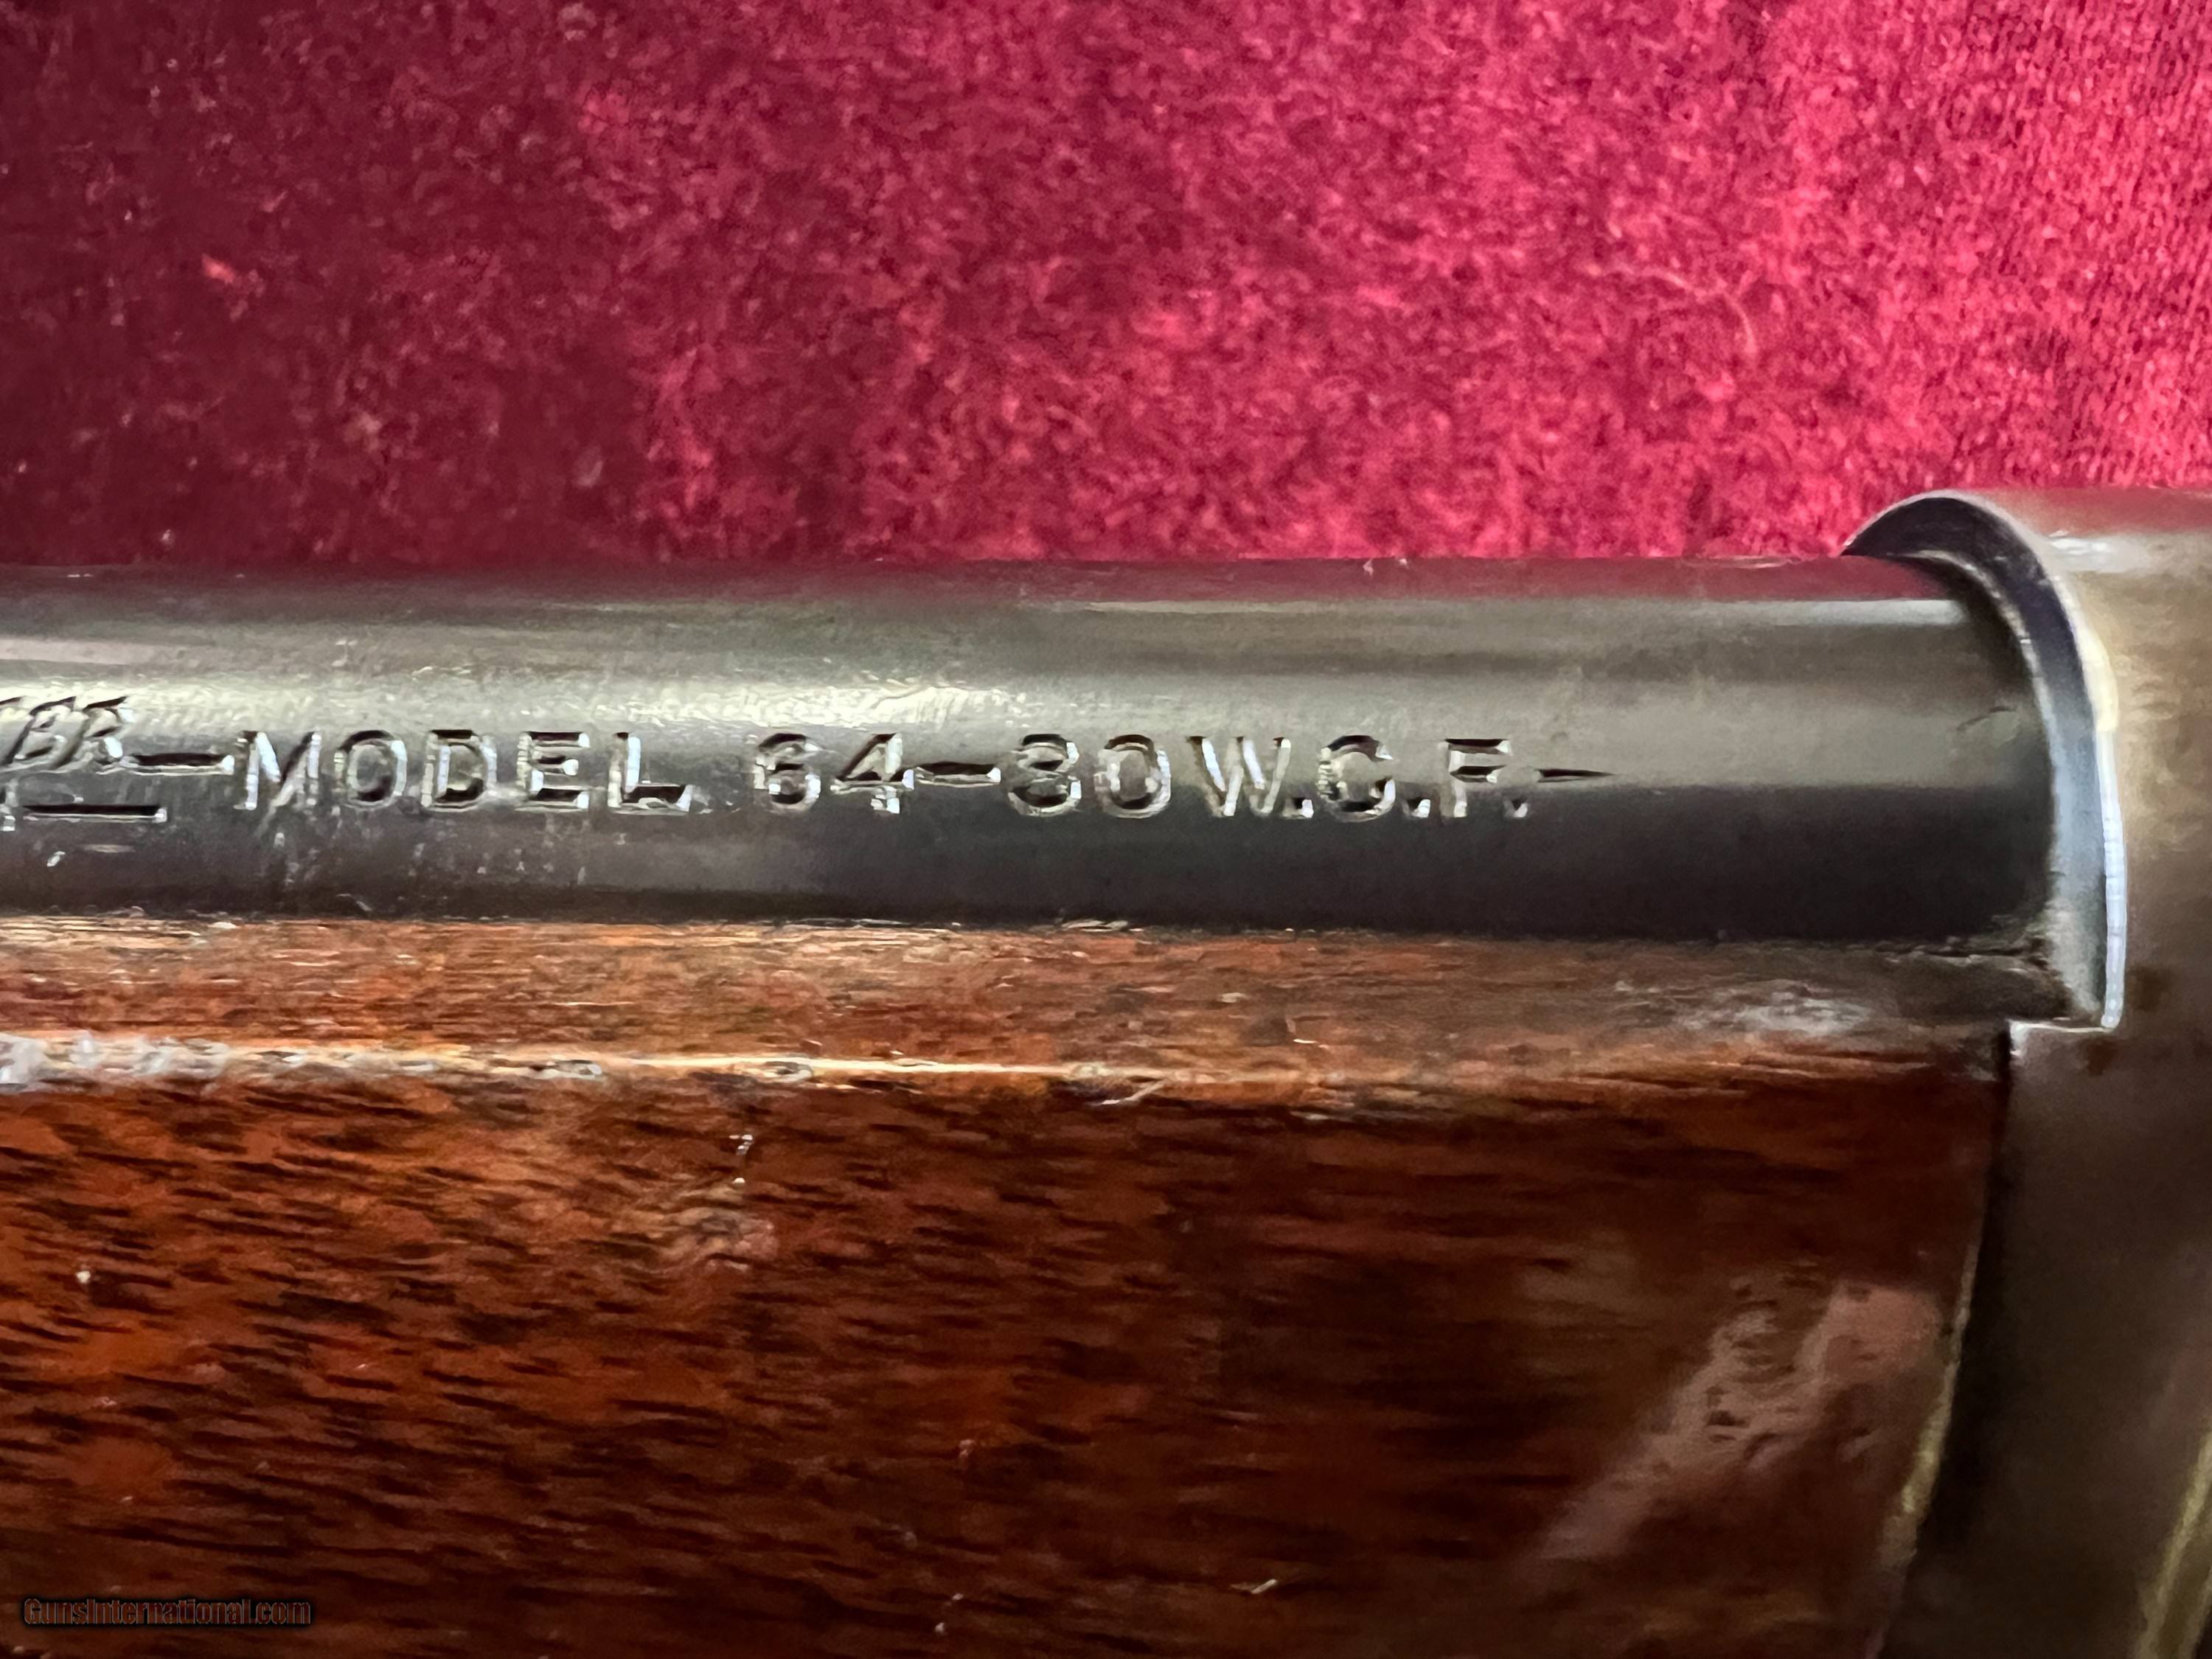 —MODEL 64—30 W.C.F.—
GunsInternational.com